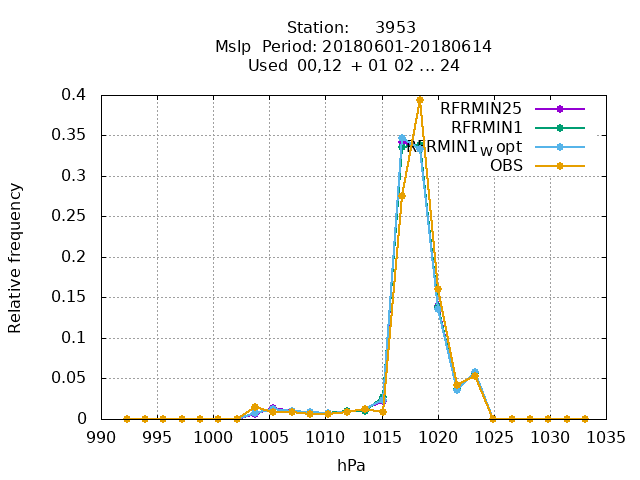 Station: 3953
Mslp Period: 20180601-20180614
Used 00,12 + 01 02 ... 24
RFRMIN25
RFRMIN1
RFRMIN1W opt
OBS
0.4
0.35
0.3
0.25
0.2
0.15
0.1
0.05
0
Relative frequency
990 995 1000 1005 1010 1015 1020 1025 1030 1035
hPa